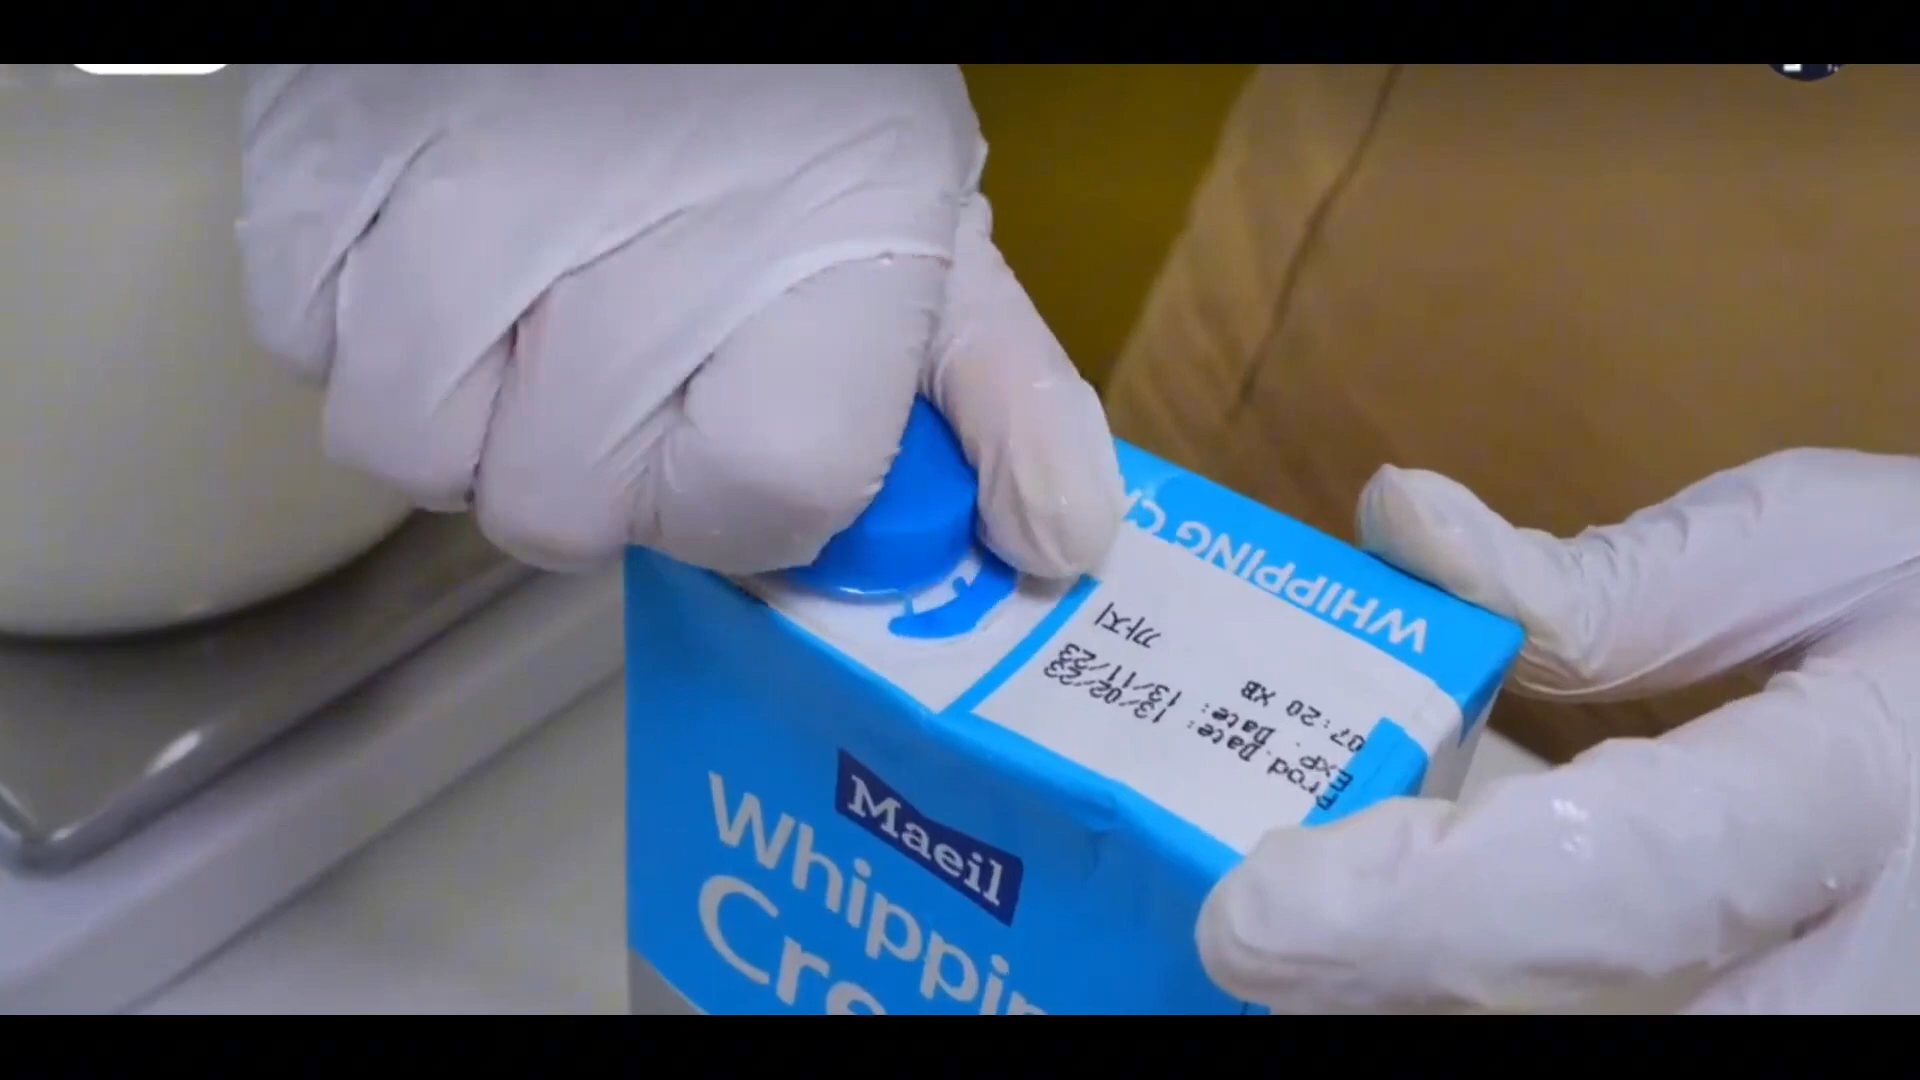 WHIPPING C
Prod.Date: 13/02/23
EXP. Date: 13/11/23
까지
07:20 XB
Maeil
Whippin
Cre